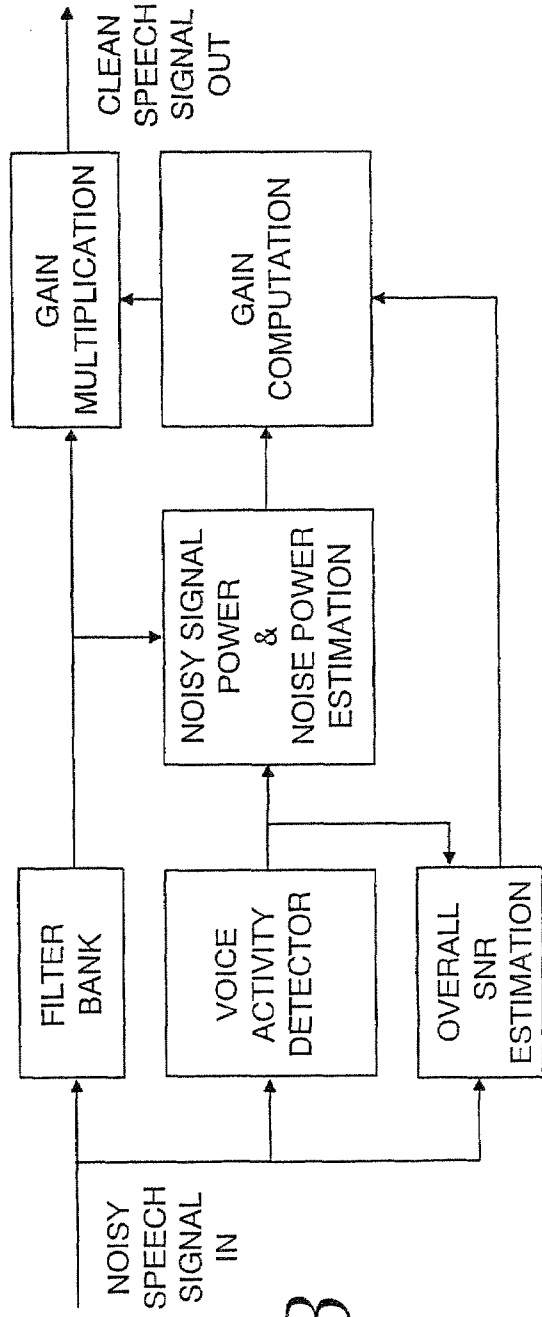 NOISY
SPEECH
SIGNAL
IN
FILTER
BANK
VOICE
ACTIVITY
DETECTOR
OVERALL
SNR
ESTIMATION
NOISY SIGNAL
POWER
&
NOISE POWER
ESTIMATION
GAIN
MULTIPLICATION
GAIN
COMPUTATION
CLEAN
SPEECH
SIGNAL
OUT
3